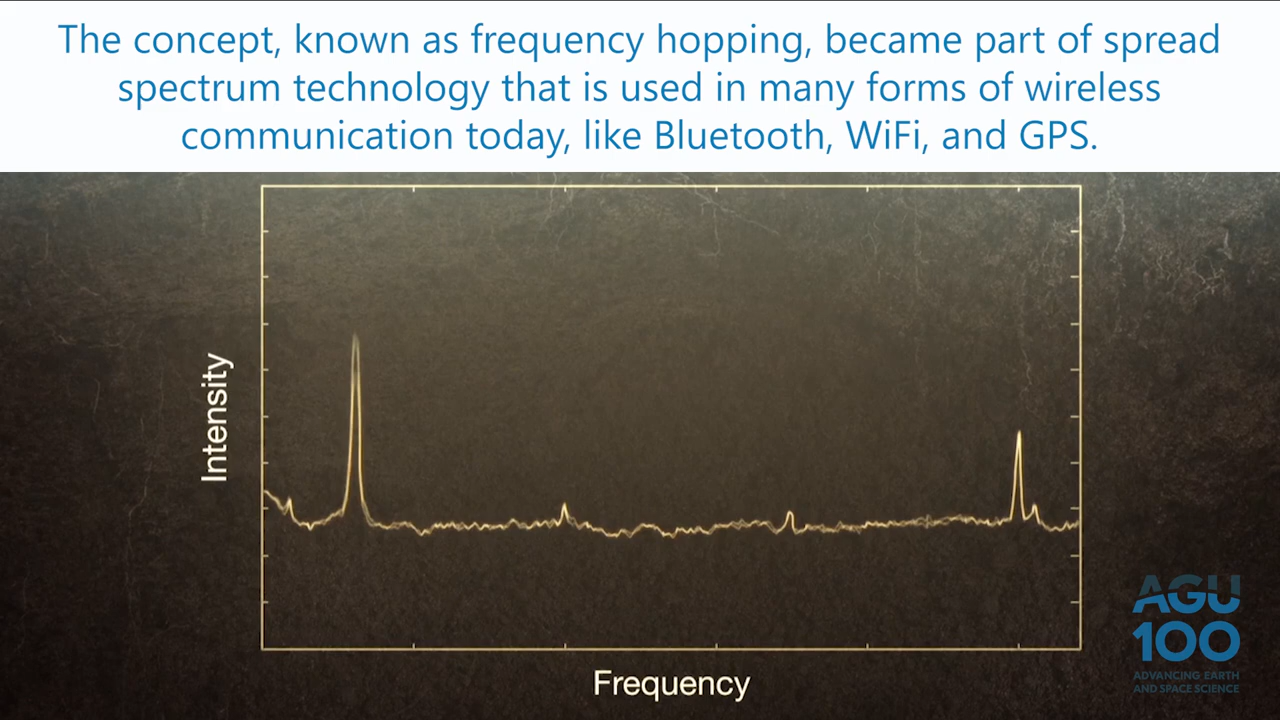 The concept, known as frequency hopping, became part of spread
spectrum technology that is used in many forms of wireless
communication today, like Bluetooth, WiFi, and GPS.
Intensity
Frequency
AGU
100
ADVANCING EARTH
AND SPACE SCIENCE